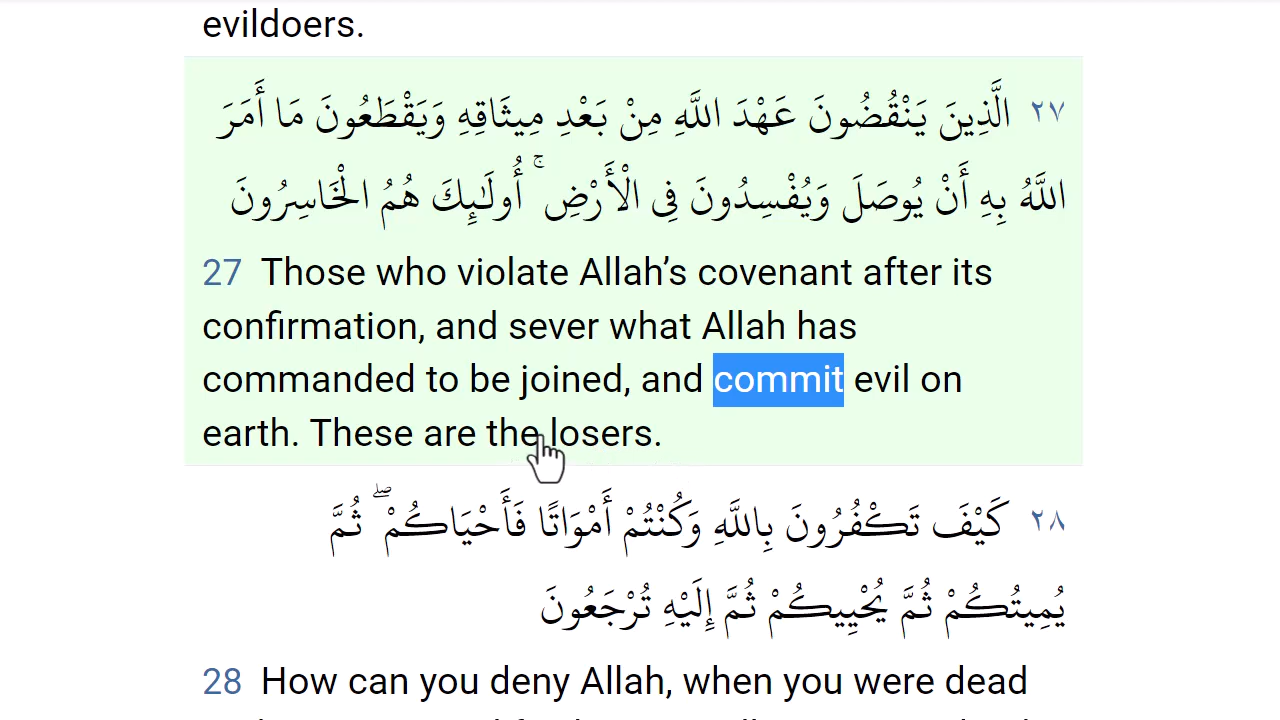 evildoers.
٢٧ الَّذِينَ يَنْقُضُونَ عَهْدَ اللَّهِ مِنْ بَعْدِ مِيثَاقِهِ وَيَقْطَعُونَ مَا أَمَرَ
اللَّهُ بِهِ أَنْ يُوصَلَ وَيُفْسِدُونَ فِي الْأَرْضِ ۚ أُولَـٰئِكَ هُمُ الْخَاسِرُونَ
27 Those who violate Allah’s covenant after its
confirmation, and sever what Allah has
commanded to be joined, and commit evil on
earth. These are the losers.
٢٨ كَيْفَ تَكْفُرُونَ بِاللَّهِ وَكُنْتُمْ أَمْوَاتًا فَأَحْيَاكُمْ ۖ ثُمَّ
يُمِيتُكُمْ ثُمَّ يُحْيِيكُمْ ثُمَّ إِلَيْهِ تُرْجَعُونَ
28 How can you deny Allah, when you were dead